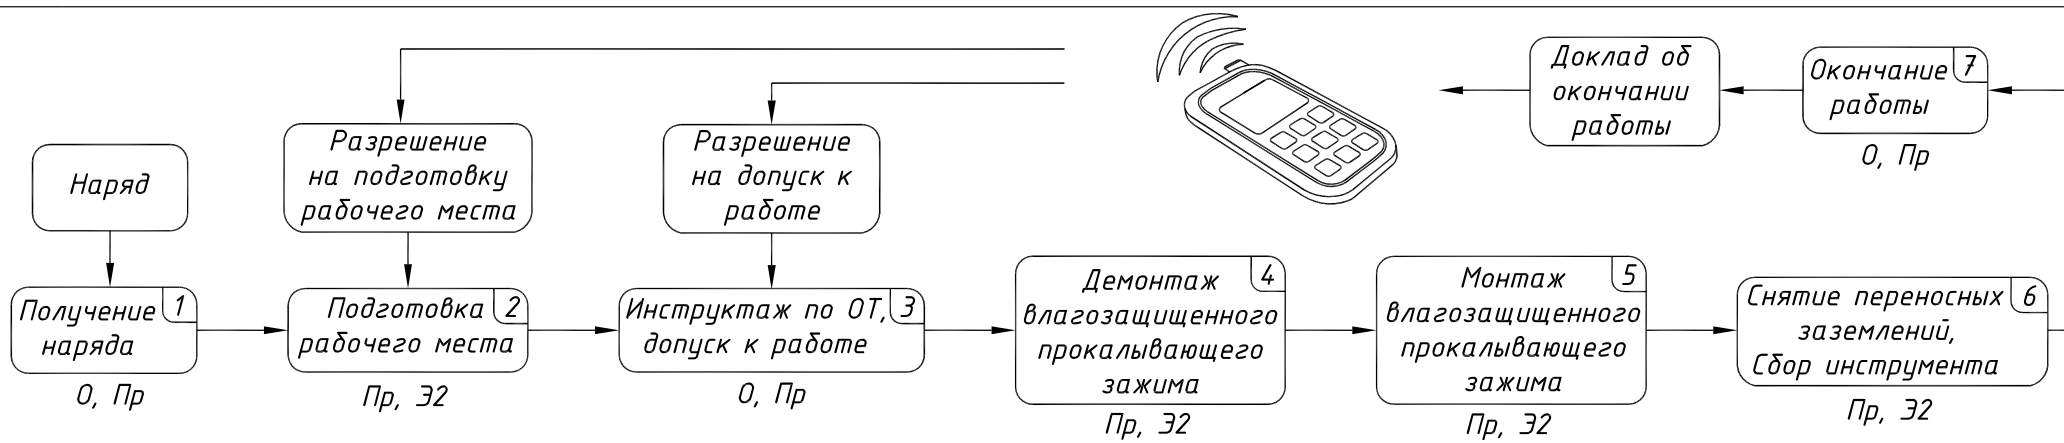 Наряд
Получение 1
наряда
О, Пр
Разрешение
на подготовку
рабочего места
Подготовка 2
рабочего места
Пр, Э2
Разрешение
на допуск к
работе
Инструктаж по ОТ, 3
допуск к работе
О, Пр
Демонтаж 4
влагозащищенного
прокалывающего
зажима
Пр, Э2
Монтаж 5
влагозащищенного
прокалывающего
зажима
Пр, Э2
Снятие переносных 6
заземлений,
Сбор инструмента
Пр, Э2
Окончание 7
работы
О, Пр
Доклад об
окончании
работы